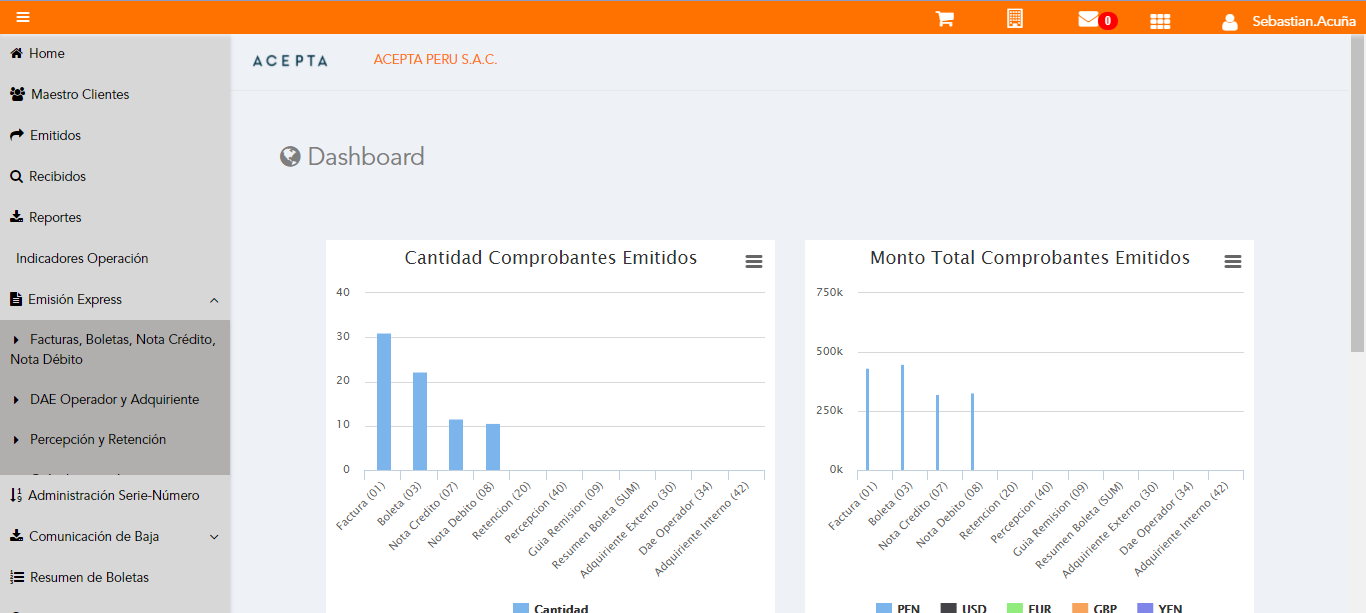 0
Sebastian.Acuña
Home
Maestro Clientes
Emitidos
Recibidos
Reportes
Indicadores Operación
Emisión Express
Facturas, Boletas, Nota Crédito,
Nota Débito
DAE Operador y Adquiriente
Percepción y Retención
Administración Serie-Número
Comunicación de Baja
Resumen de Boletas
ACEPTA
ACEPTA PERU S.A.C.
Dashboard
Cantidad Comprobantes Emitidos
40
30
20
10
0
Factura (01)
Boleta (03)
Nota Credito (07)
Nota Debito (08)
Retencion (20)
Percepcion (40)
Guia Remision (09)
Resumen Boleta (SUM)
Adquiriente Externo (30)
Dae Operador (34)
Adquiriente Interno (42)
Cantidad
Monto Total Comprobantes Emitidos
750k
500k
250k
0k
Factura (01)
Boleta (03)
Nota Credito (07)
Nota Debito (08)
Retencion (20)
Percepcion (40)
Guia Remision (09)
Resumen Boleta (SUM)
Adquiriente Externo (30)
Dae Operador (34)
Adquiriente Interno (42)
PEN USD EUR GBP YEN